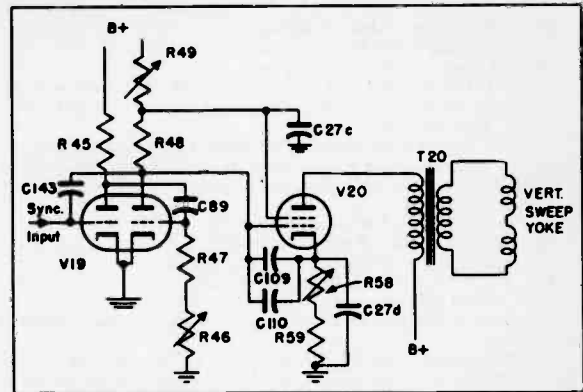 B+
R49
R45
R48
C27c
C143
T20
V20
Sync.
Input
C89
VERT.
SWEEP
YOKE
V19
R47
C109
R58
C110
C27d
R46
R59
B+